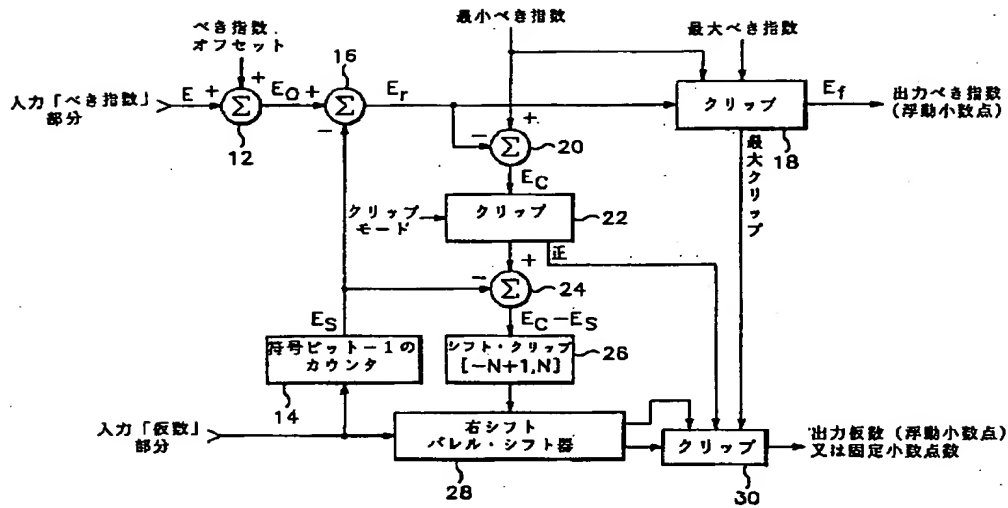 最小べき指数
べき指数
オフセット
16
最大べき指数
入力「べき指数」
部分
E
+
+
Σ
12
E0
+
−
Σ
Er
クリップ
18
Ef
出力べき指数
(浮動小数点)
+
−
Σ
20
EC
最大クリップ
クリップ
モード
クリップ
22
正
+
−
Σ
24
ES
EC−ES
符号ビット−1の
カウンタ
14
シフト・クリップ
[−N+1,N]
26
入力「仮数」
部分
右シフト
バレル・シフト器
28
クリップ
30
出力仮数(浮動小数点)
又は固定小数点数